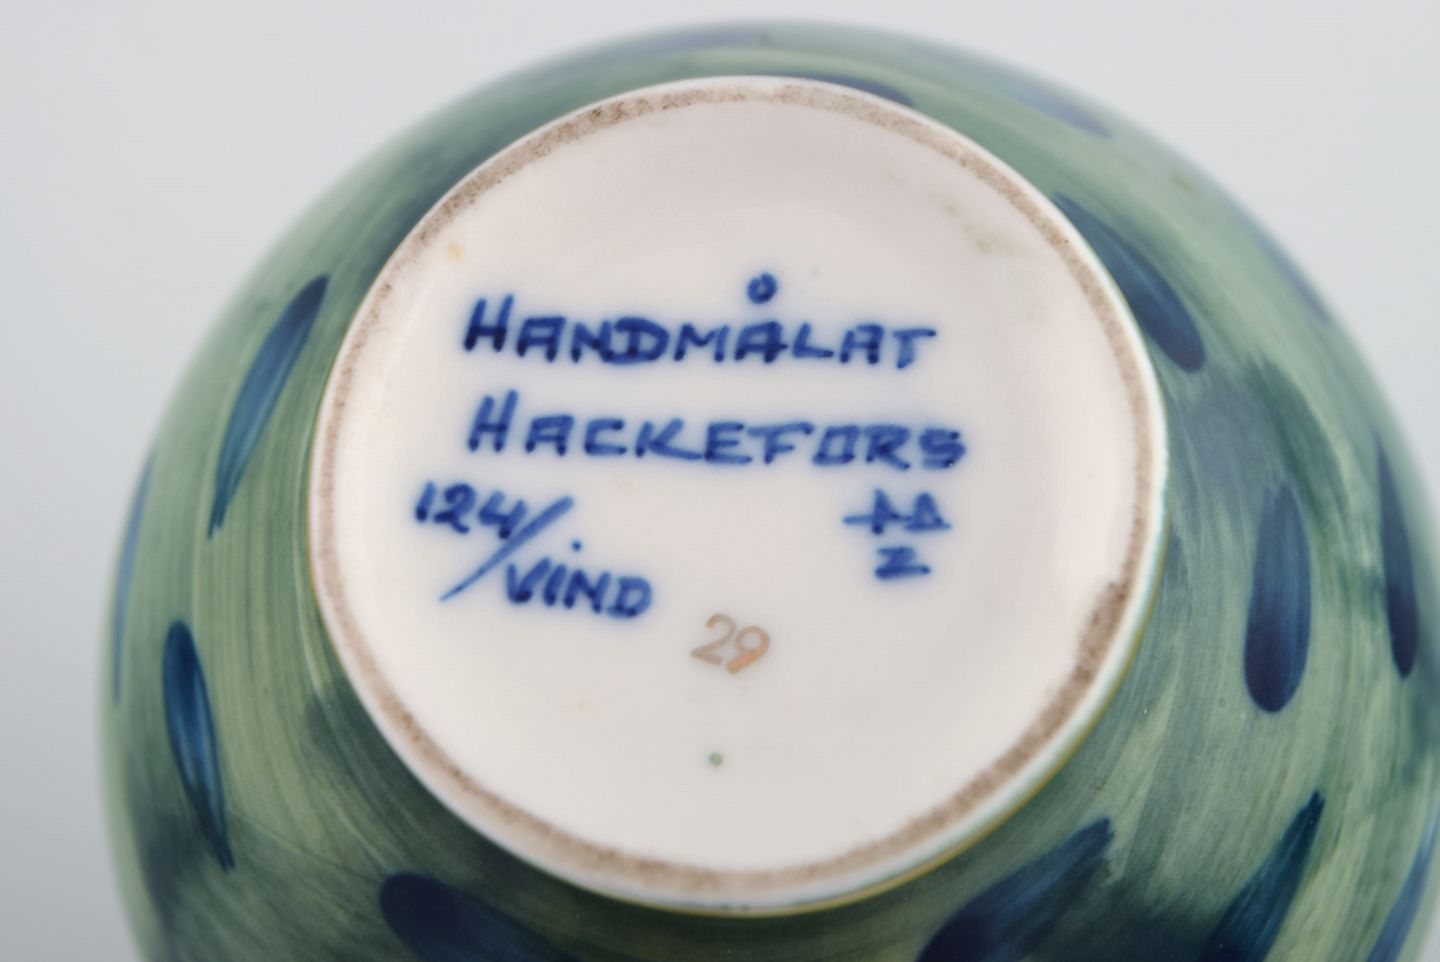 HANDMÅLAT
HACKEFORS
124/VIND
29